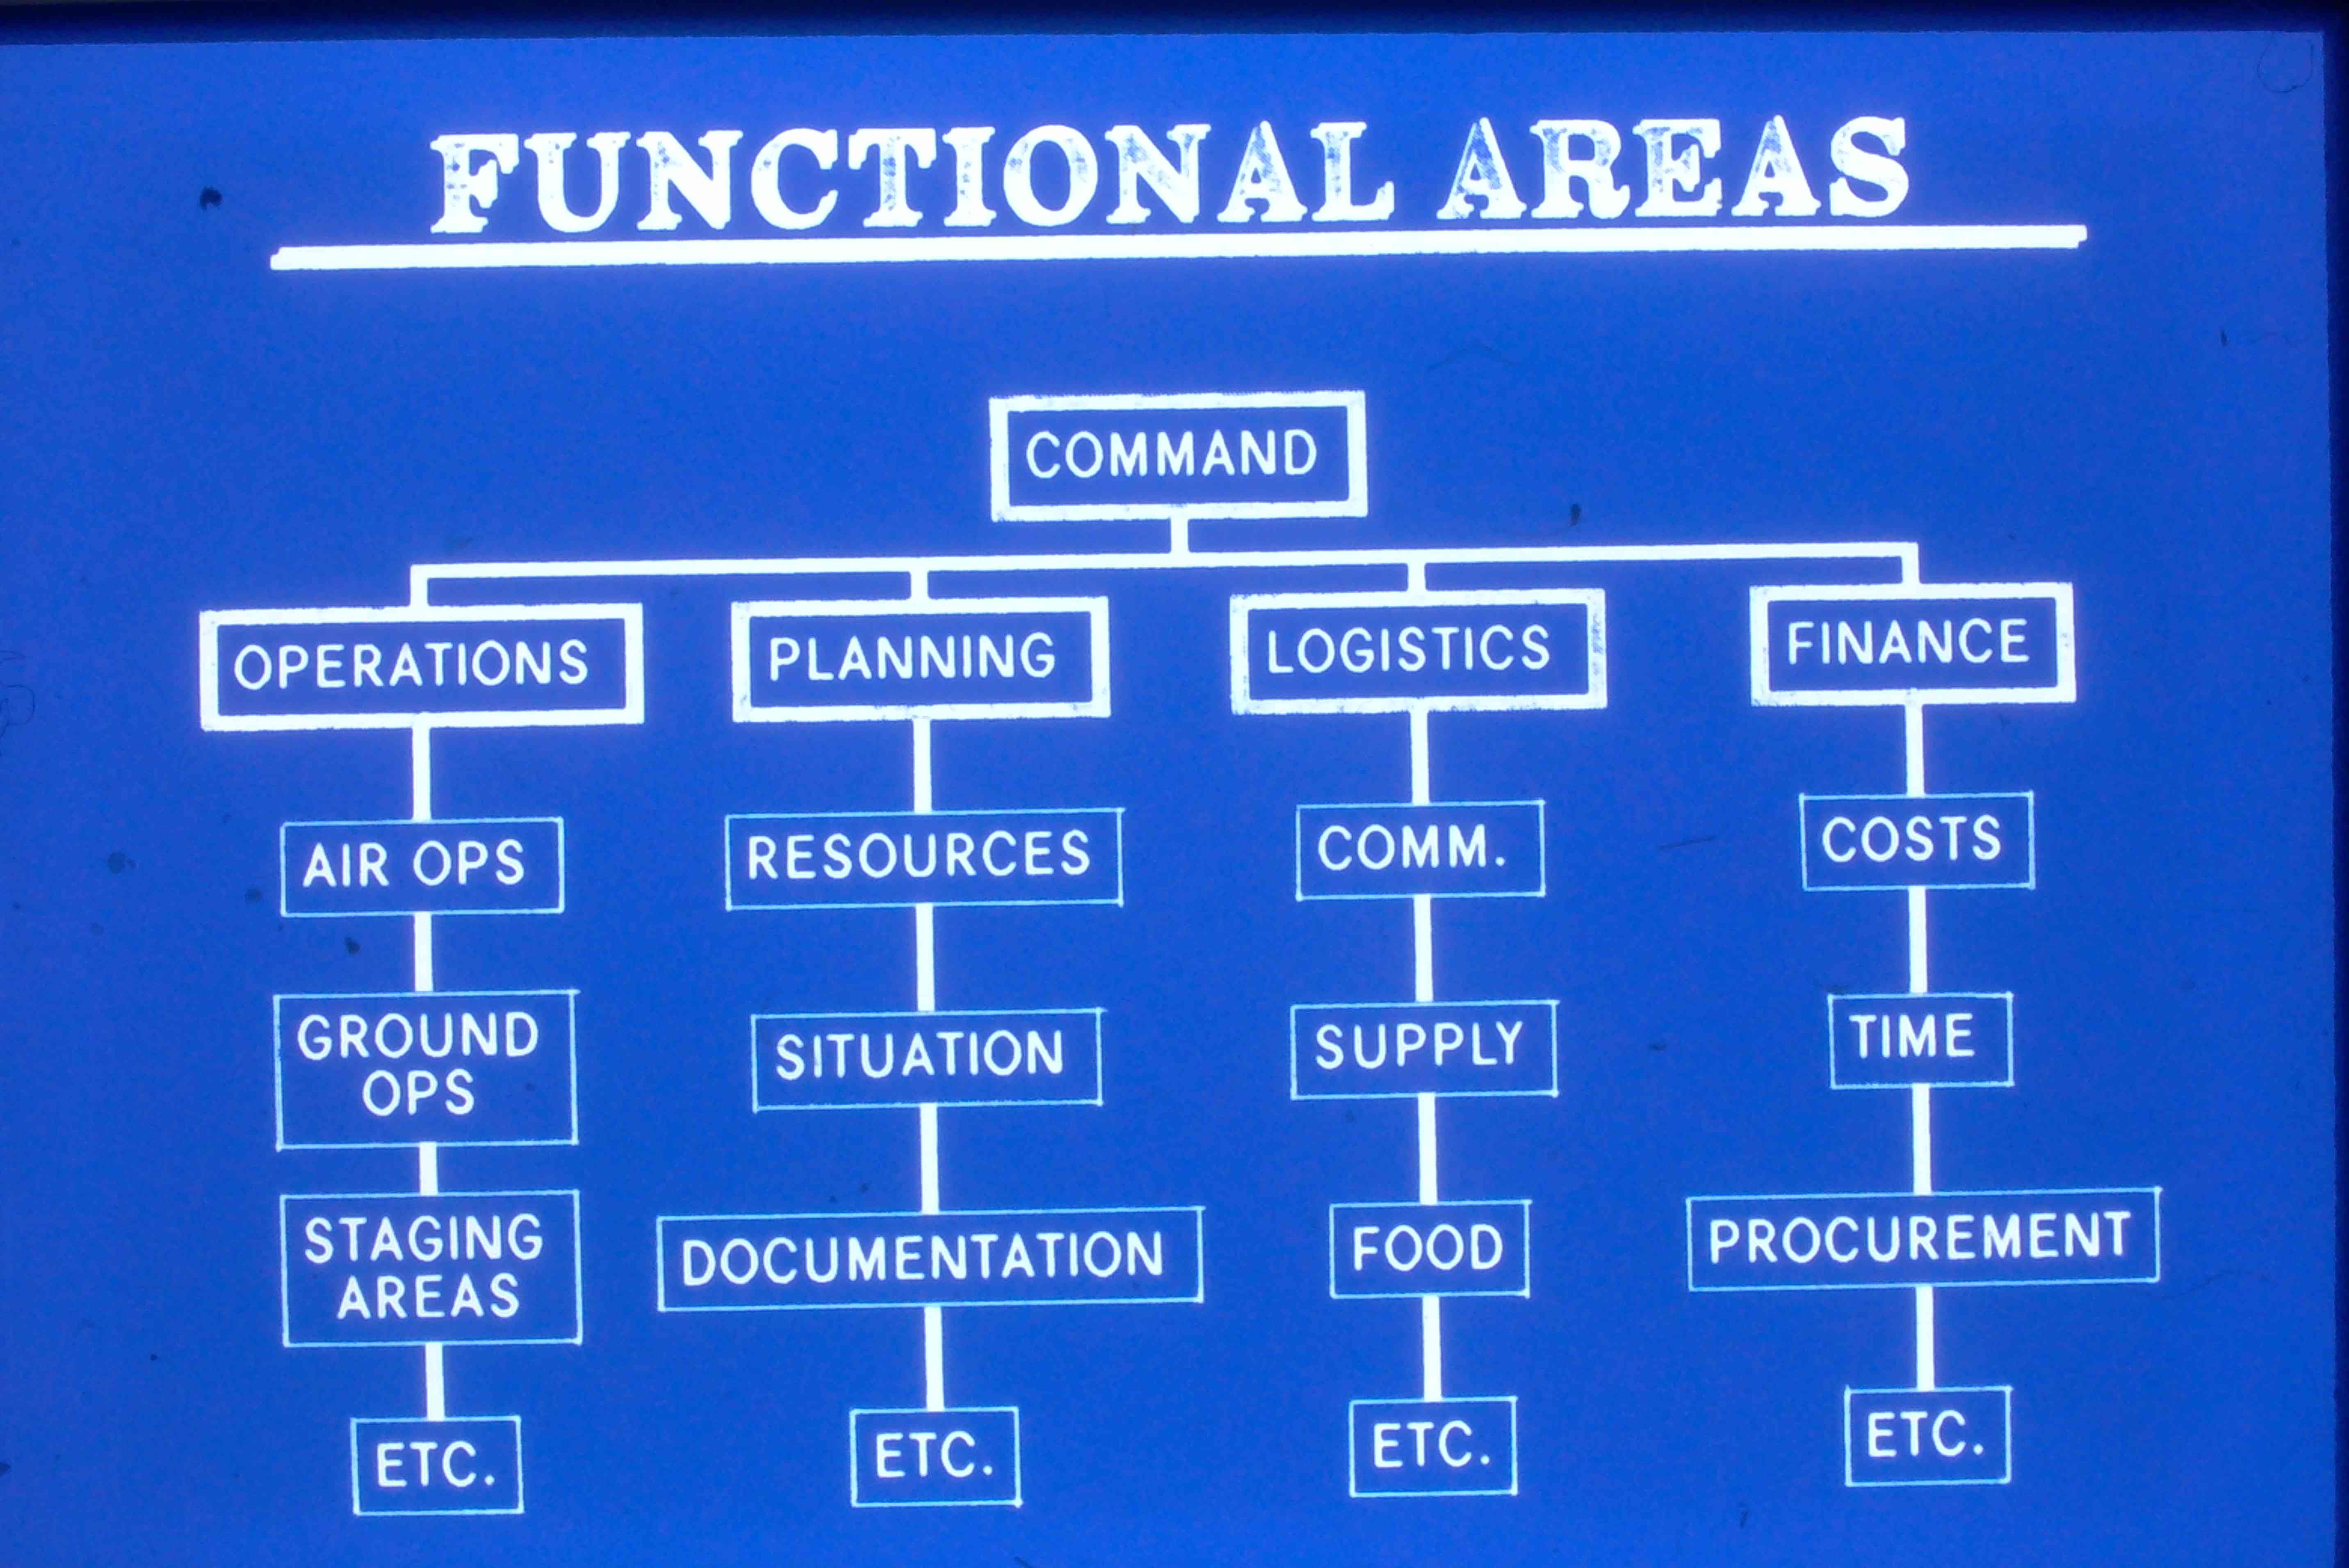 FUNCTIONAL AREAS
COMMAND
OPERATIONS
PLANNING
LOGISTICS
FINANCE
AIR OPS
GROUND
OPS
STAGING
AREAS
ETC.
RESOURCES
SITUATION
DOCUMENTATION
ETC.
COMM.
SUPPLY
FOOD
ETC.
COSTS
TIME
PROCUREMENT
ETC.